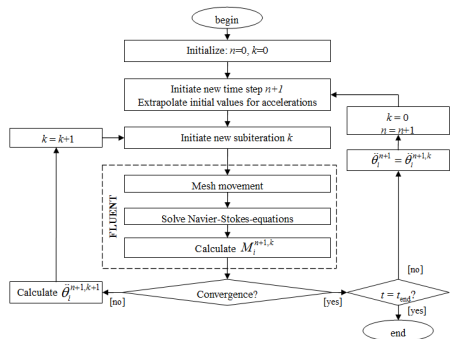 begin
Initialize: n=0, k=0
Initiate new time step n+1
Extrapolate initial values for accelerations
k = 0
n = n+1
k = k+1
Initiate new subiteration k
θ̈ᵢⁿ⁺¹ = θ̈ᵢⁿ⁺¹,ᵏ
FLUENT
Mesh movement
Solve Navier-Stokes-equations
Calculate Mᵢⁿ⁺¹,ᵏ
[no]
Calculate θ̈ᵢⁿ⁺¹,ᵏ⁺¹
[no]
Convergence?
[yes]
t = t_end?
[yes]
end